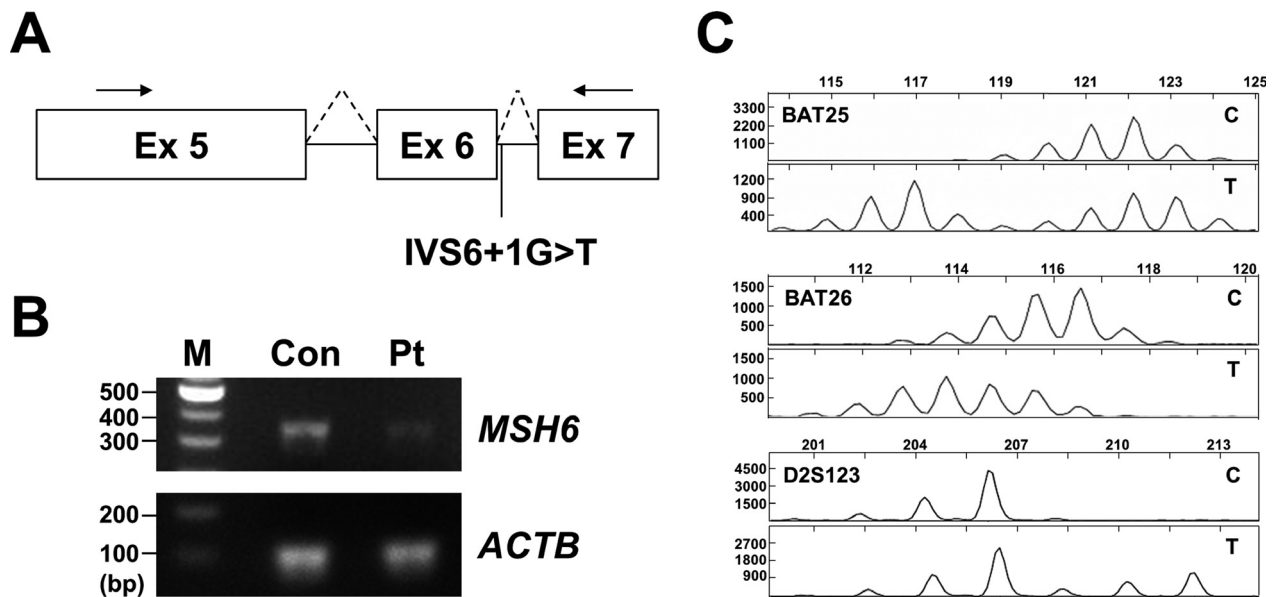 A
Ex 5 Ex 6 Ex 7
IVS6+1G>T
B
M Con Pt
500
400
300
MSH6
200
100
(bp)
ACTB
C
115 117 119 121 123 125
BAT25 C
3300
2200
1100
T
1200
900
400
112 114 116 118 120
BAT26 C
1500
1000
500
T
1500
1000
500
201 204 207 210 213
D2S123 C
4500
3000
1500
T
2700
1800
900